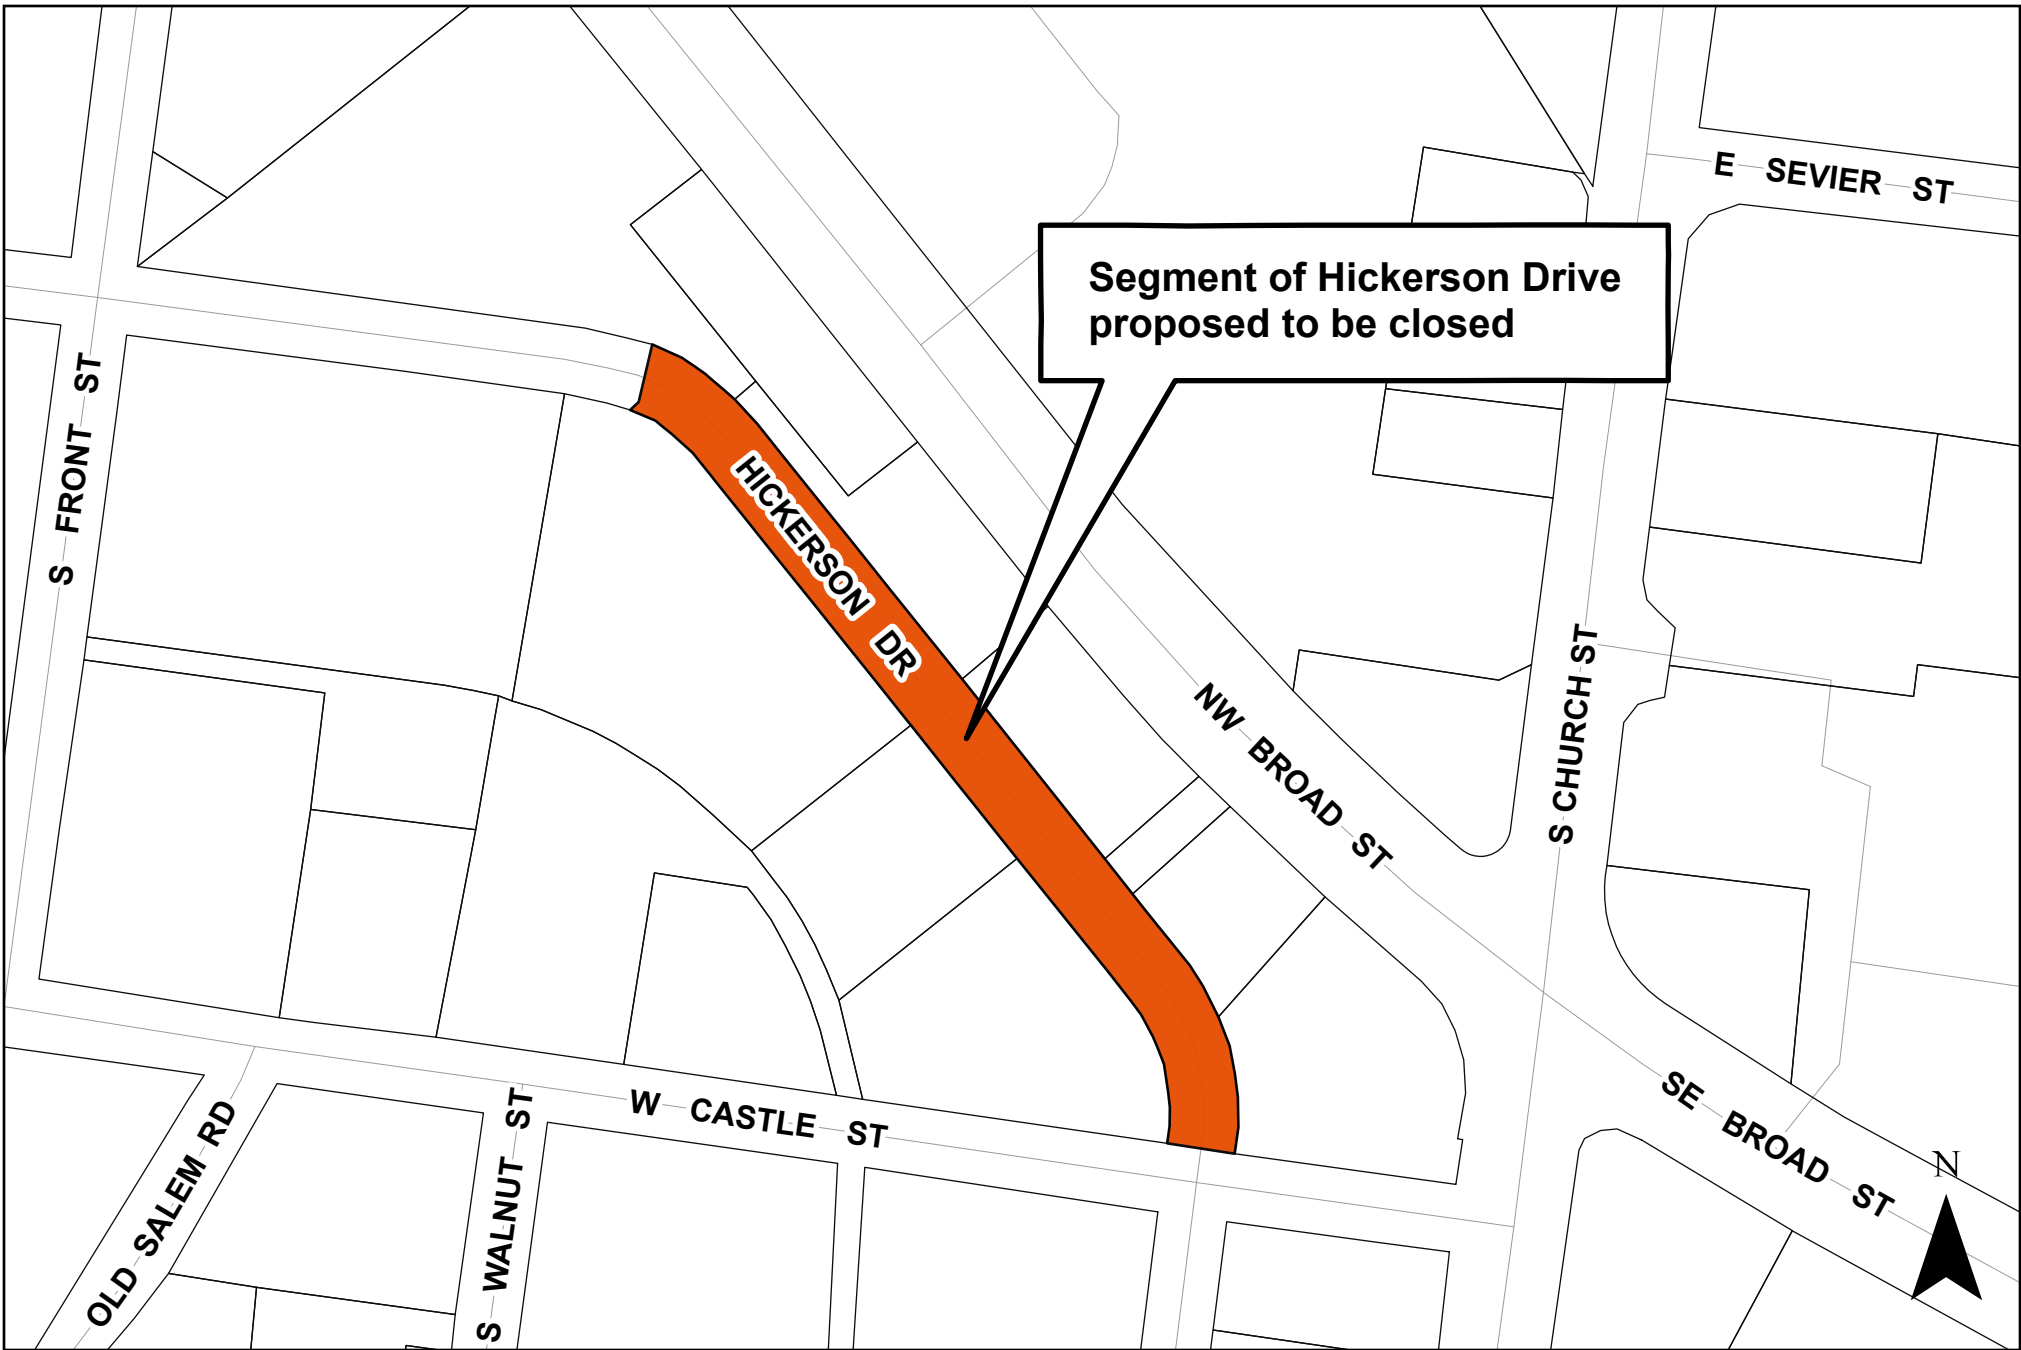 E SEVIER ST
Segment of Hickerson Drive
proposed to be closed
S FRONT ST
HICKERSON DR
NW BROAD ST
S CHURCH ST
W CASTLE ST
SE BROAD ST
OLD SALEM RD
S WALNUT ST
N